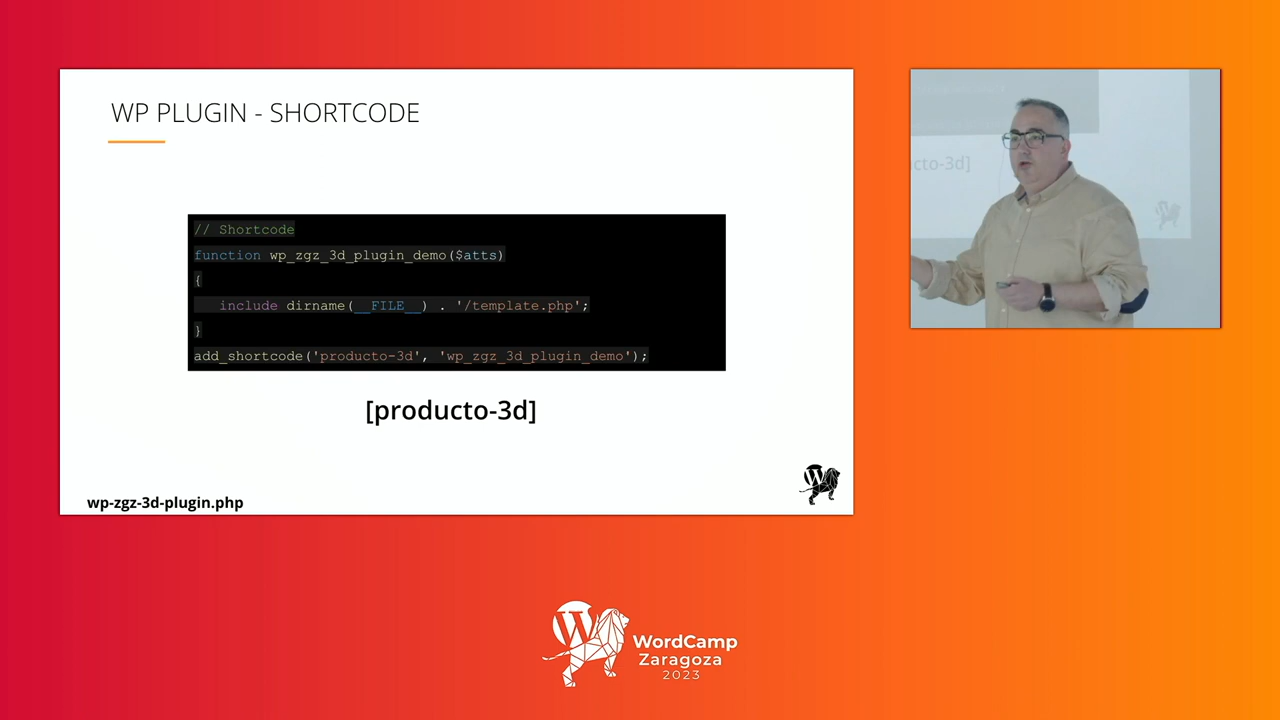 WP PLUGIN - SHORTCODE
// Shortcode
function wp_zgz_3d_plugin_demo($atts)
{
include dirname(__FILE__) . '/template.php';
}
add_shortcode('producto-3d', 'wp_zgz_3d_plugin_demo');
[producto-3d]
wp-zgz-3d-plugin.php
cto-3d]
WordCamp
Zaragoza
2023